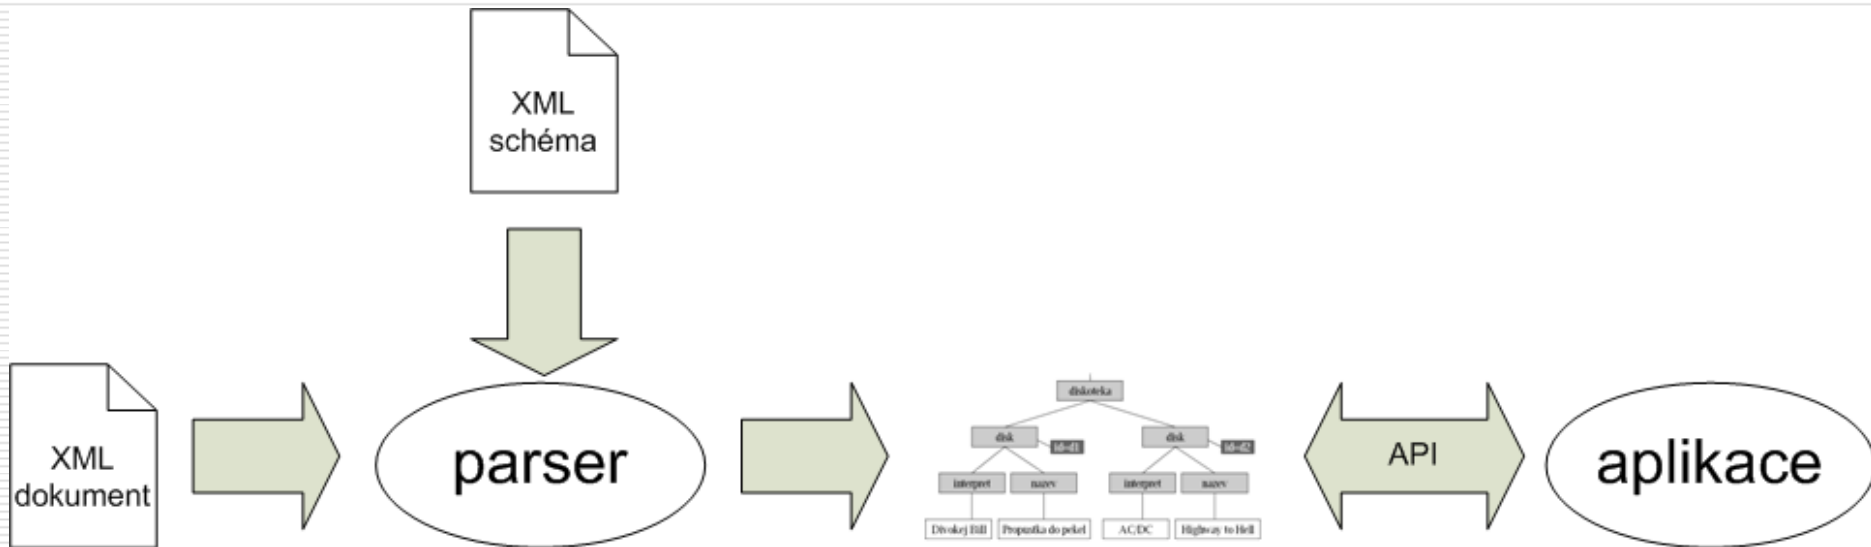 XML
schéma
XML
dokument
parser
diskoteka
disk
id=d1
disk
id=d2
interpret
nazev
interpret
nazev
Divokej Bill
Propustka do pekel
AC/DC
Highway to Hell
API
aplikace